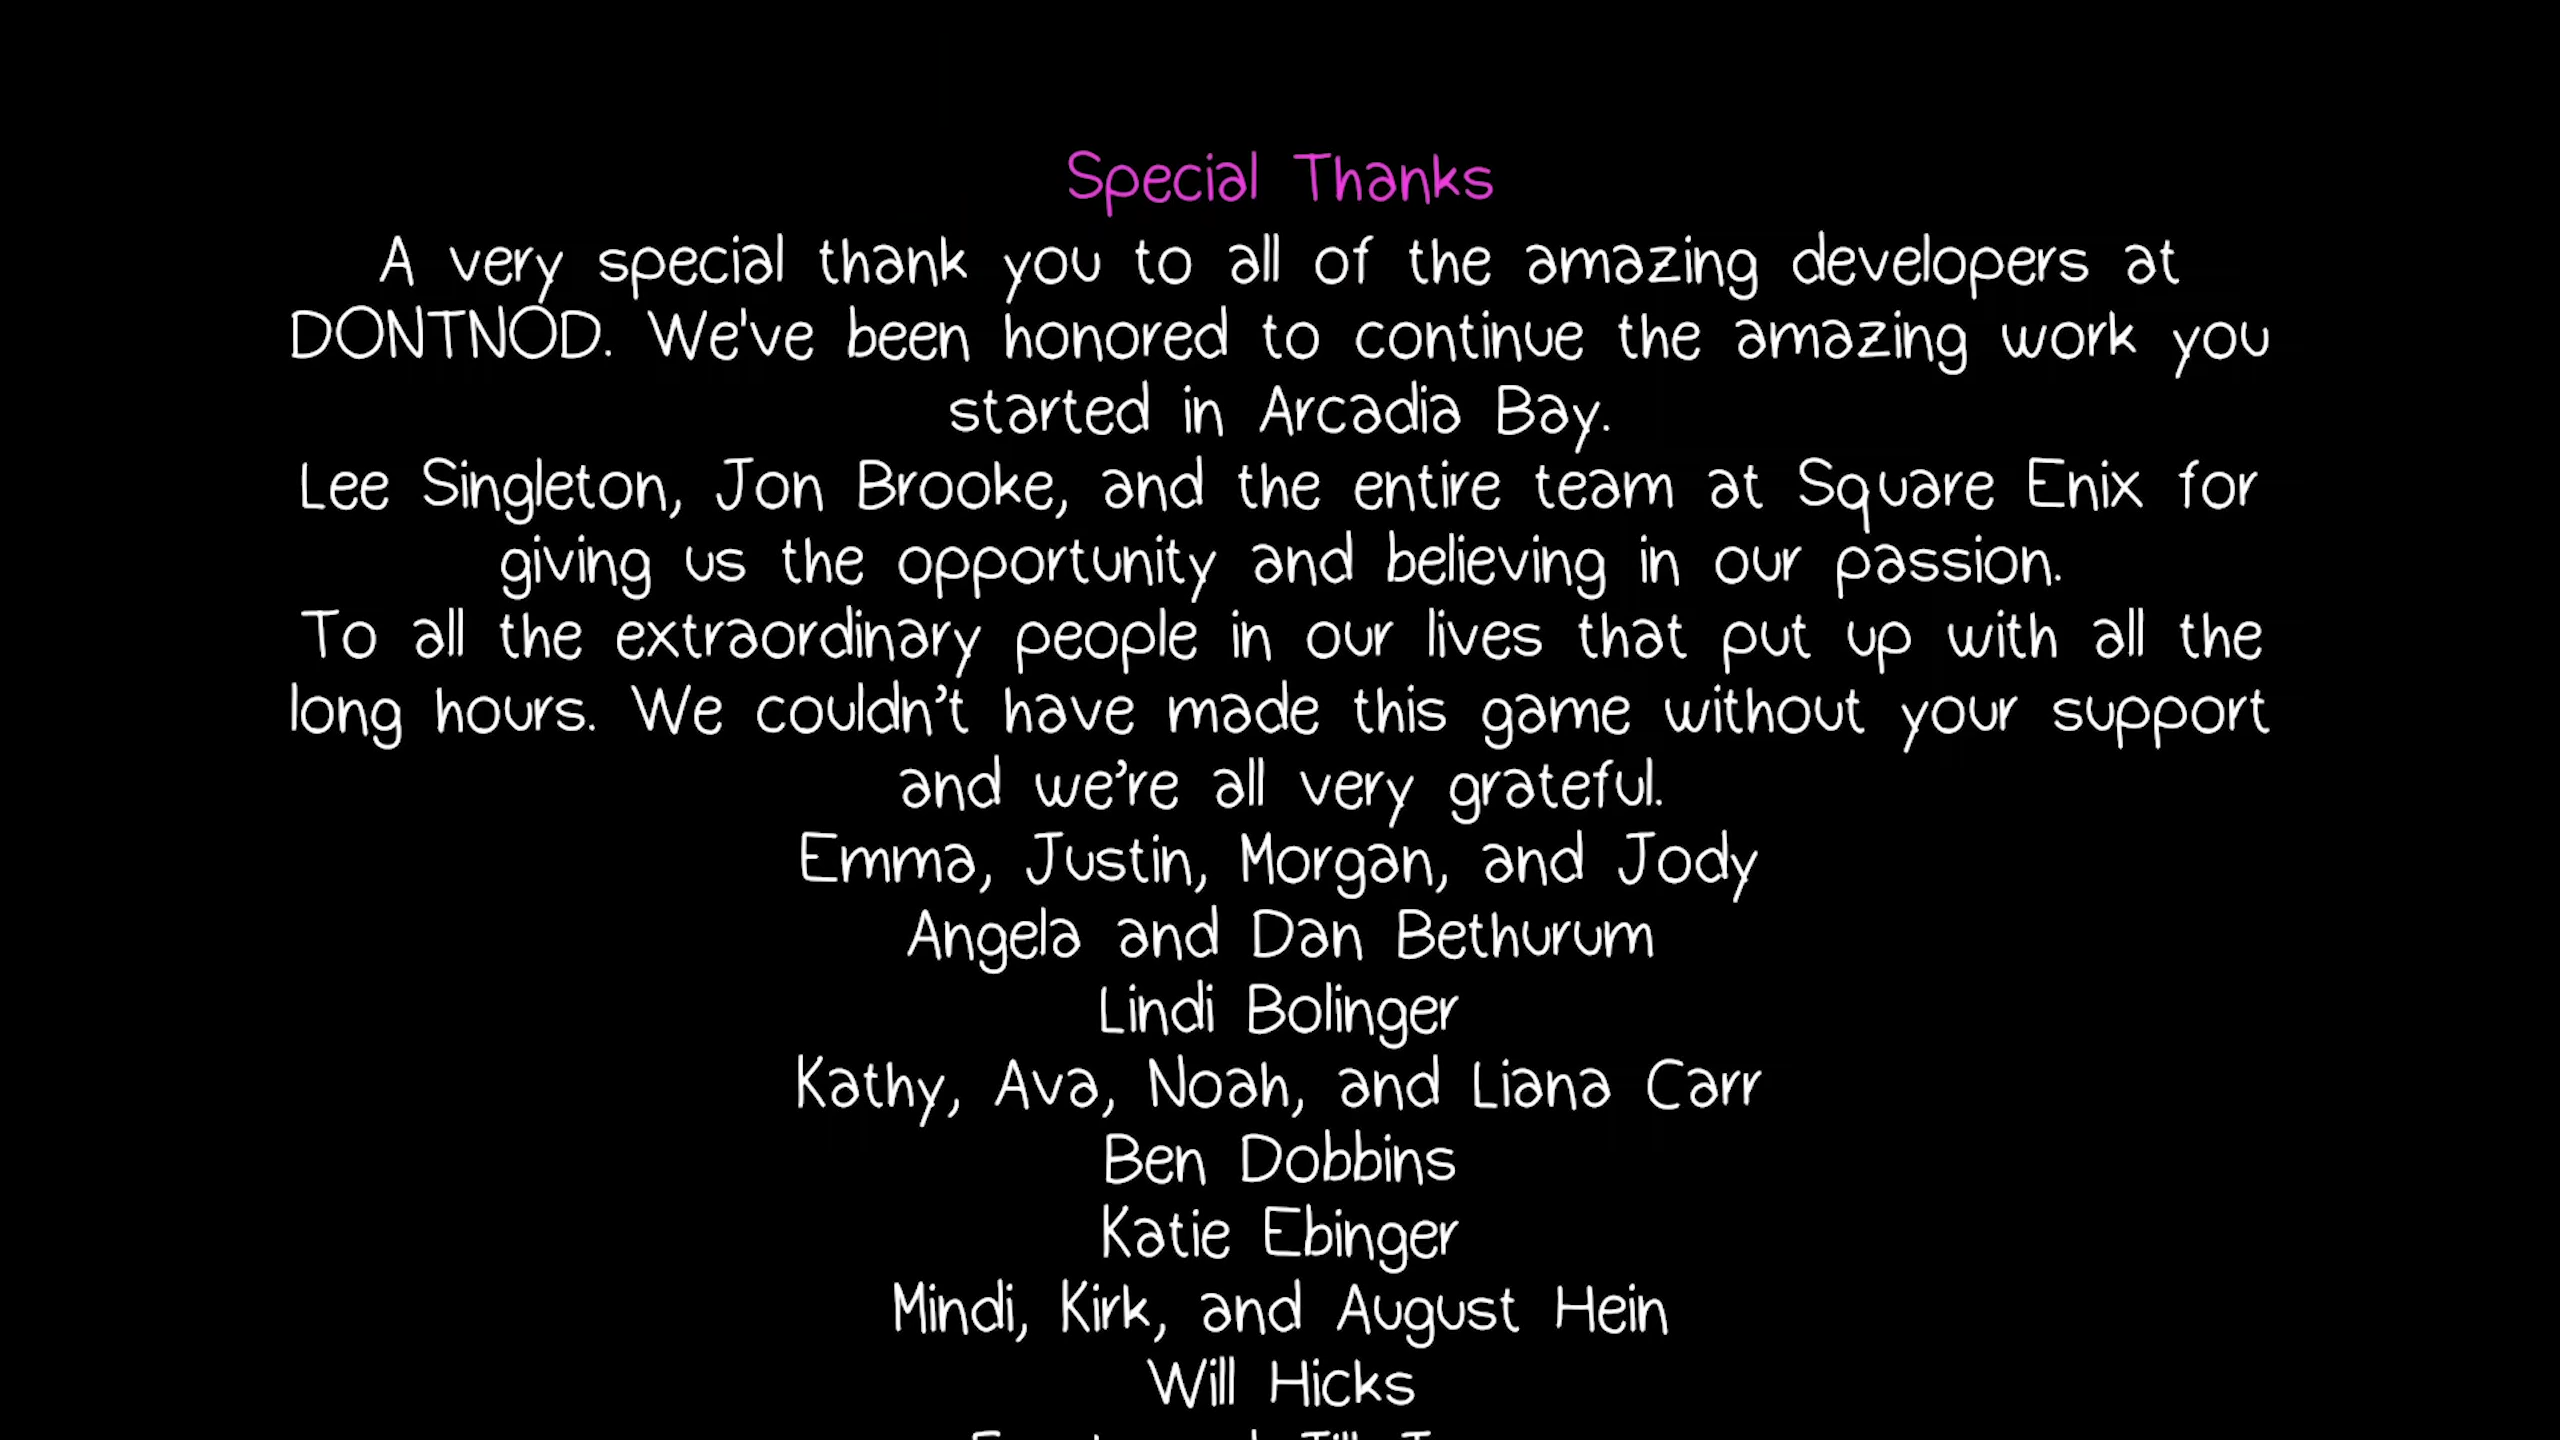 Special Thanks
A very special thank you to all of the amazing developers at
DONTNOD. We've been honored to continue the amazing work you
started in Arcadia Bay.
Lee Singleton, Jon Brooke, and the entire team at Square Enix for
giving us the opportunity and believing in our passion.
To all the extraordinary people in our lives that put up with all the
long hours. We couldn’t have made this game without your support
and we’re all very grateful.
Emma, Justin, Morgan, and Jody
Angela and Dan Bethurum
Lindi Bolinger
Kathy, Ava, Noah, and Liana Carr
Ben Dobbins
Katie Ebinger
Mindi, Kirk, and August Hein
Will Hicks